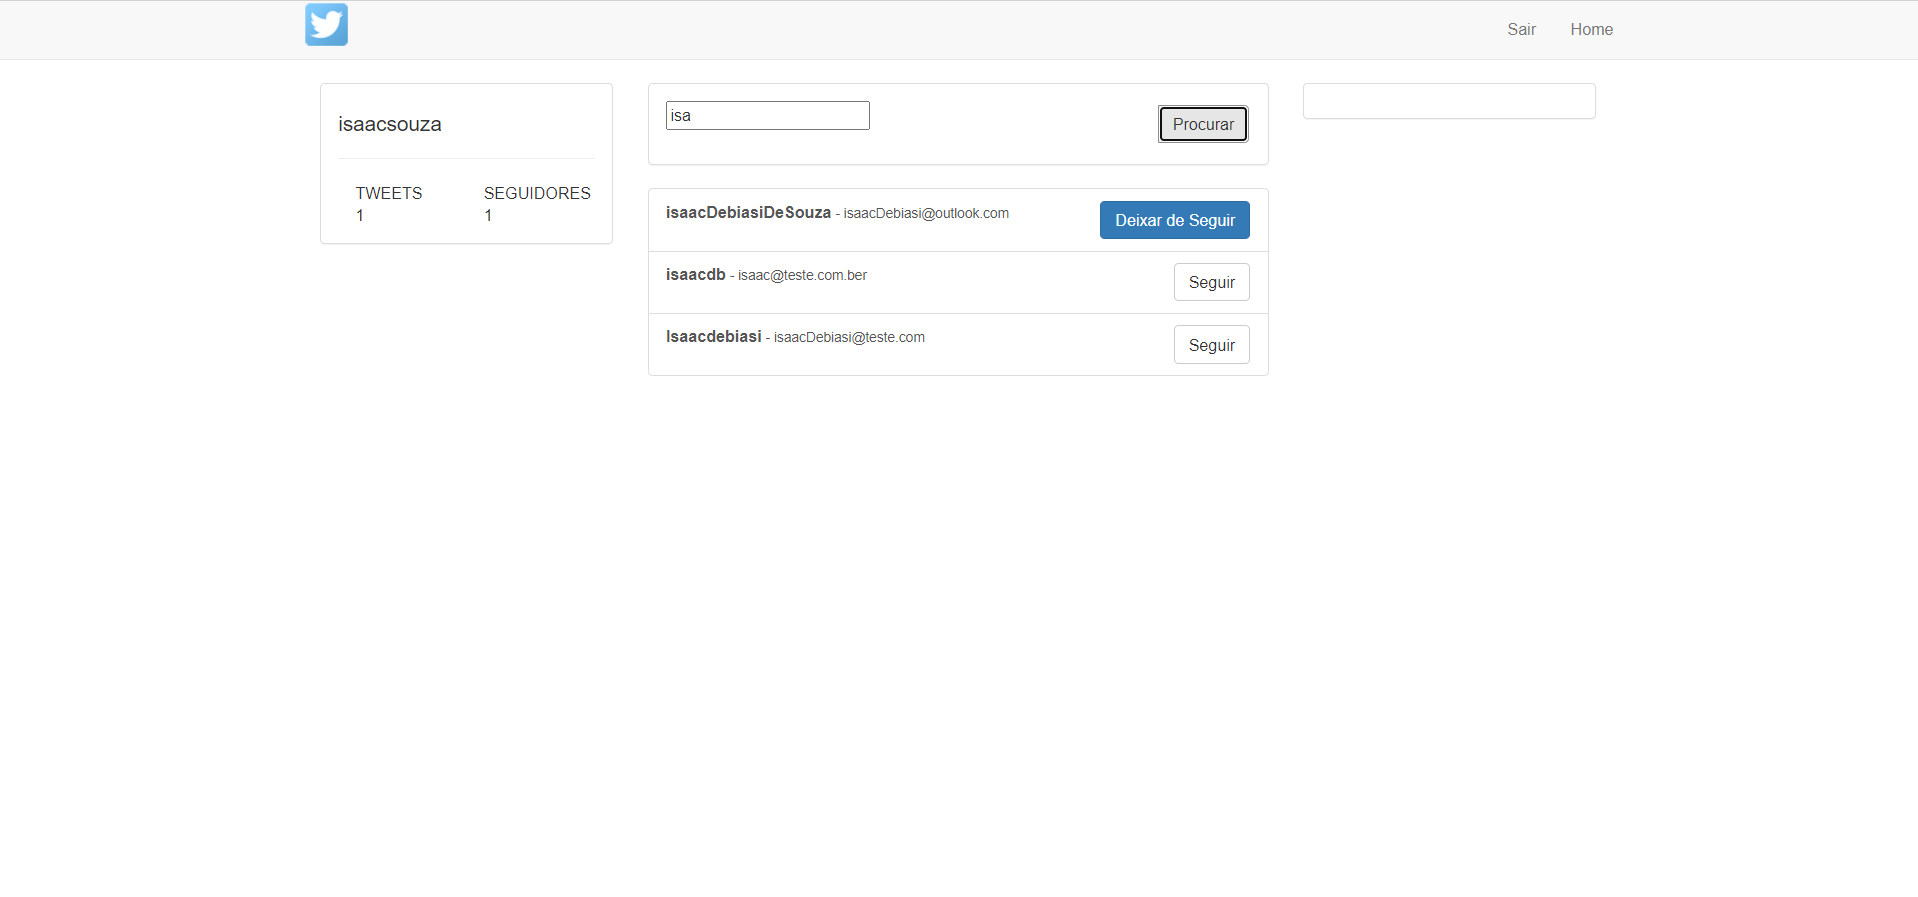 Sair Home
isaacsouza
TWEETS SEGUIDORES
1 1
isa Procurar
isaacDebiasiDeSouza - isaacDebiasi@outlook.com Deixar de Seguir
isaacdb - isaac@teste.com.ber Seguir
Isaacdebiasi - isaacDebiasi@teste.com Seguir